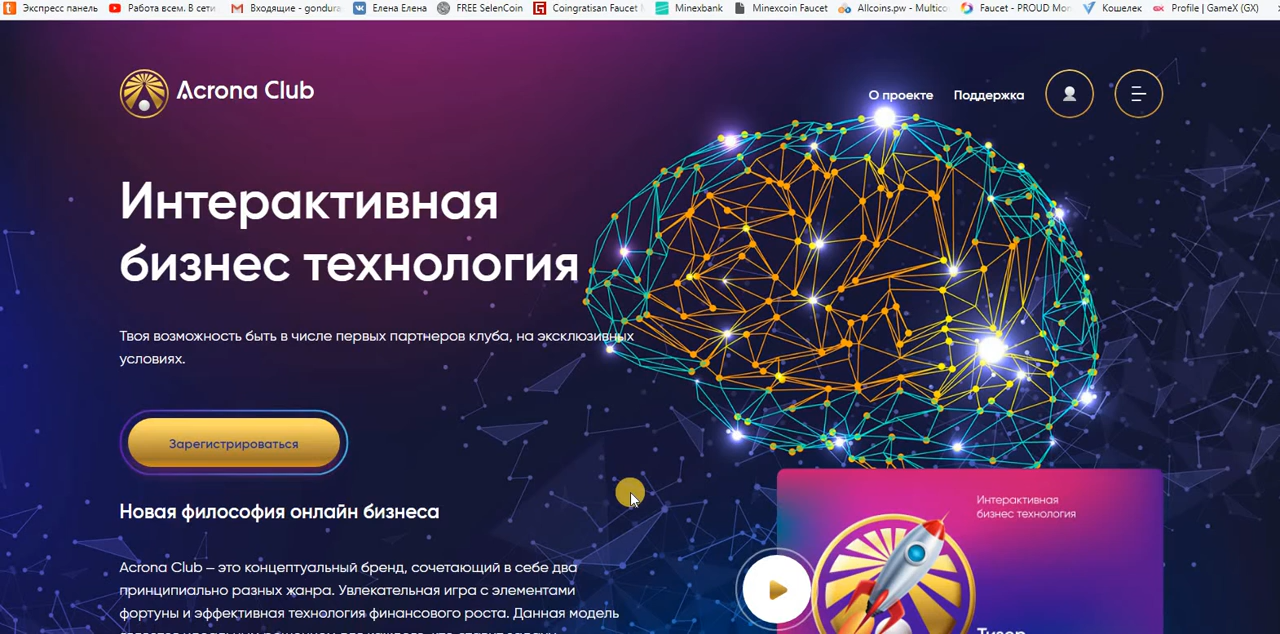 Экспресс панель
Работа всем. В сети
Входящие - gondura
Елена Елена
FREE SelenCoin
Coingratisan Faucet
Minexbank
Minexcoin Faucet
Allcoins.pw - Multico
Faucet - PROUD Mon
Кошелек
Profile | GameX (GX)
Acrona Club
О проекте
Поддержка
Интерактивная
бизнес технология
Твоя возможность быть в числе первых партнеров клуба, на эксклюзивных
условиях.
Зарегистрироваться
Новая философия онлайн бизнеса
Интерактивная
бизнес технология
Acrona Club – это концептуальный бренд, сочетающий в себе два
принципиально разных жанра. Увлекательная игра с элементами
фортуны и эффективная технология финансового роста. Данная модель